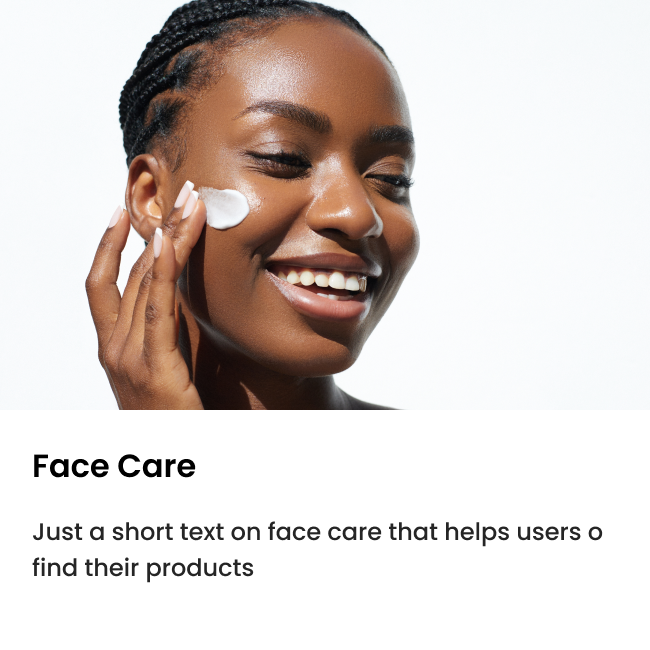 Face Care
Just a short text on face care that helps users o
find their products